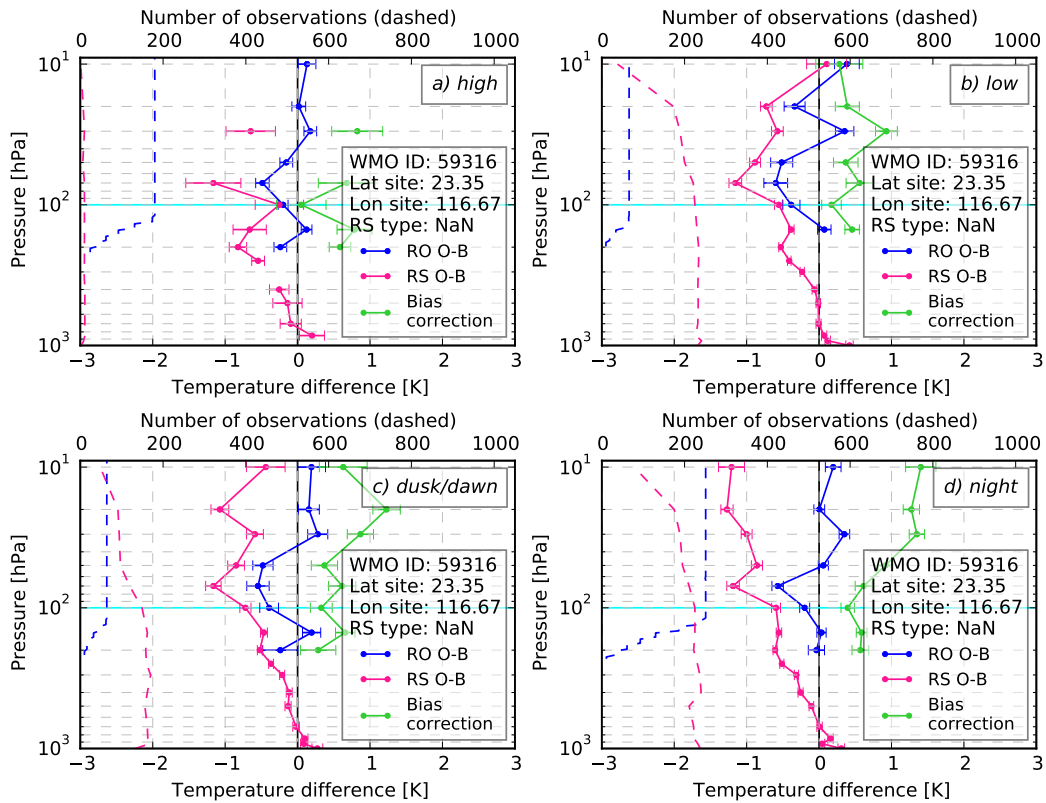 Number of observations (dashed)
0 200 400 600 800 1000
Number of observations (dashed)
0 200 400 600 800 1000
Pressure [hPa]
10¹
10²
10³
a) high
WMO ID: 59316
Lat site: 23.35
Lon site: 116.67
RS type: NaN
RO O-B
RS O-B
Bias
correction
−3 −2 −1 0 1 2 3
Temperature difference [K]
Pressure [hPa]
10¹
10²
10³
b) low
WMO ID: 59316
Lat site: 23.35
Lon site: 116.67
RS type: NaN
RO O-B
RS O-B
Bias
correction
−3 −2 −1 0 1 2 3
Temperature difference [K]
Number of observations (dashed)
0 200 400 600 800 1000
Number of observations (dashed)
0 200 400 600 800 1000
Pressure [hPa]
10¹
10²
10³
c) dusk/dawn
WMO ID: 59316
Lat site: 23.35
Lon site: 116.67
RS type: NaN
RO O-B
RS O-B
Bias
correction
−3 −2 −1 0 1 2 3
Temperature difference [K]
Pressure [hPa]
10¹
10²
10³
d) night
WMO ID: 59316
Lat site: 23.35
Lon site: 116.67
RS type: NaN
RO O-B
RS O-B
Bias
correction
−3 −2 −1 0 1 2 3
Temperature difference [K]